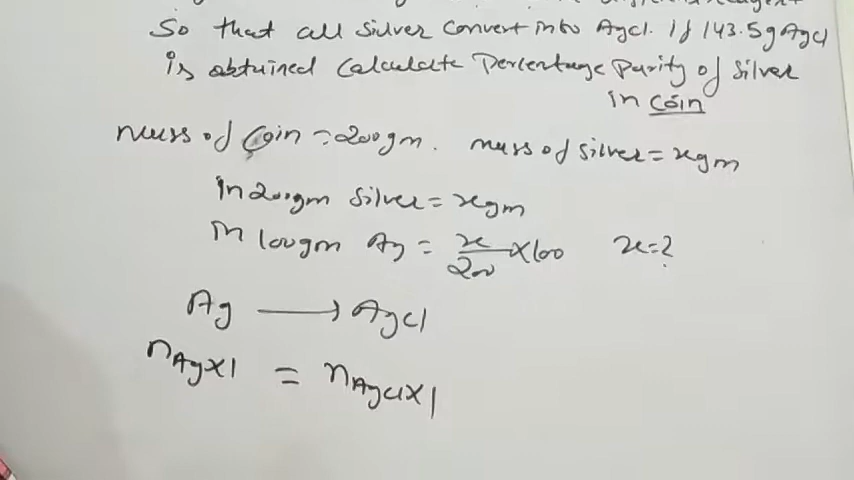 So that all silver convert into Agcl. if 143.5g Agcl
is obtained calculate Percentage Purity of silver
in coin
mass of Coin = 200gm. mass of silver = xgm
in 200gm silver = xgm
in 100gm Ag = x/200 × 100 x=?
Ag ⟶ Agcl
nAg×1 = nAgcl×1